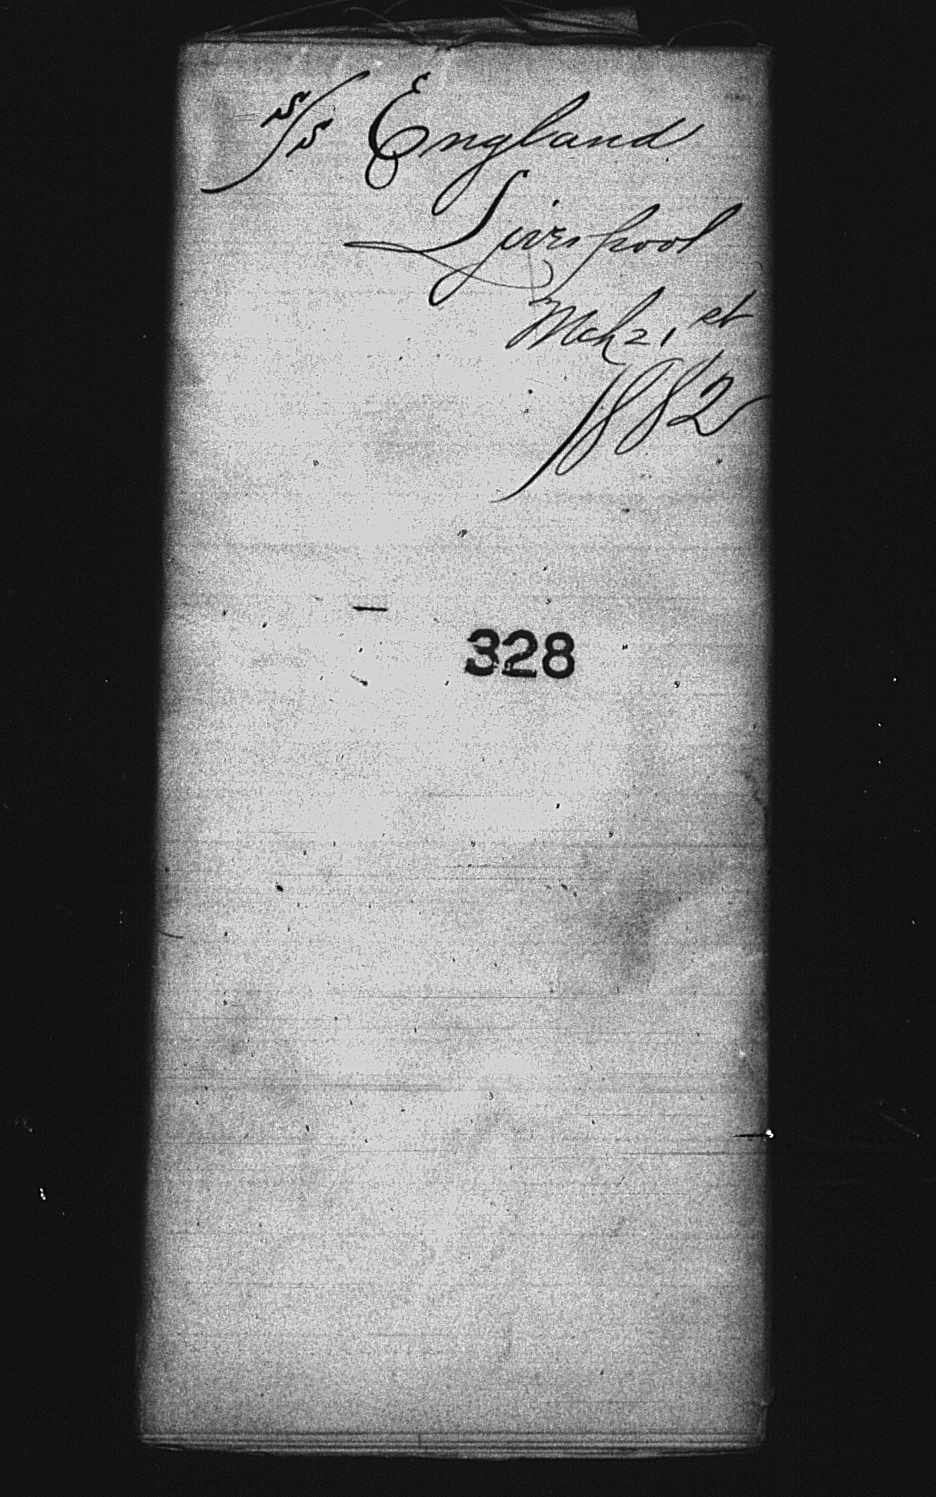 S/S England
Liverpool
Mch 21st
1882
328